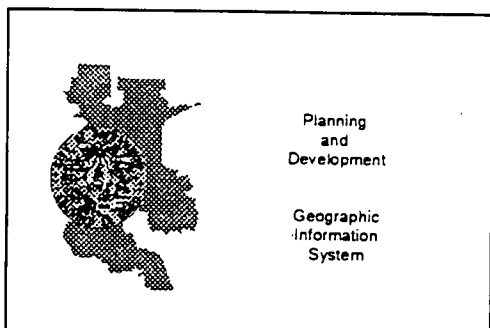 Planning
and
Development
Geographic
Information
System